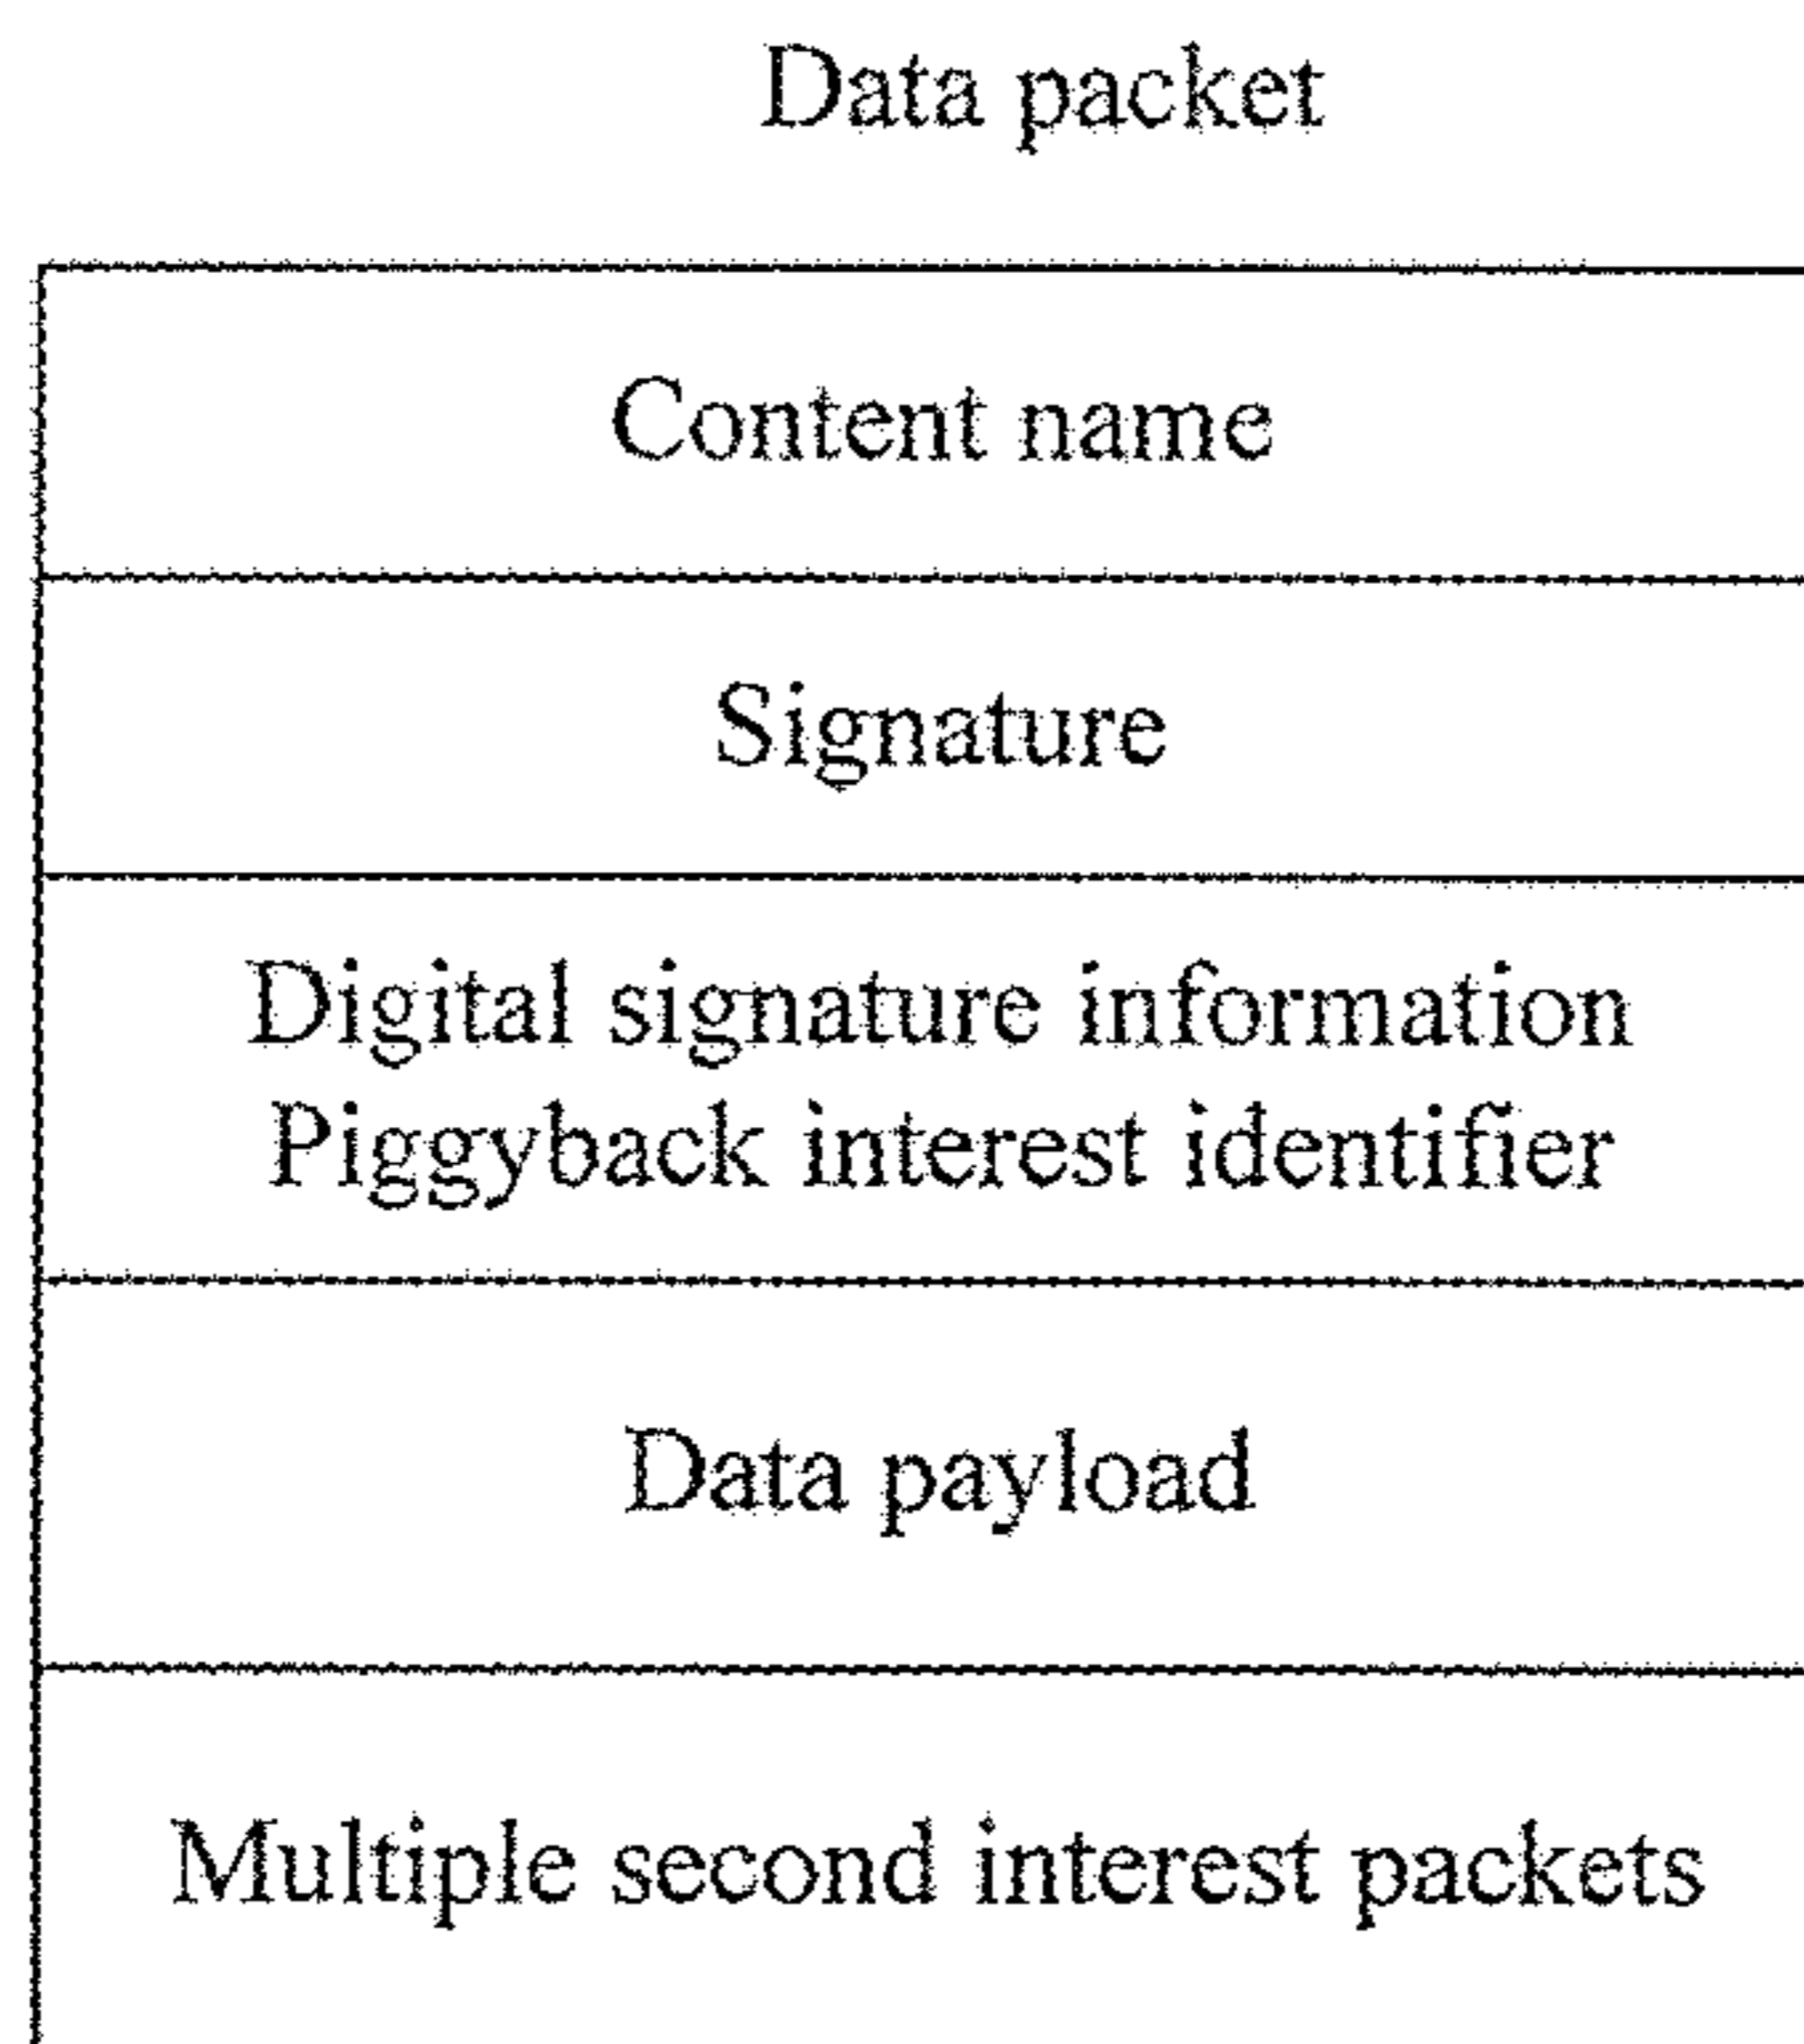 Data packet
Content name
Signature
Digital signature information
Piggyback interest identifier
Data payload
Multiple second interest packets